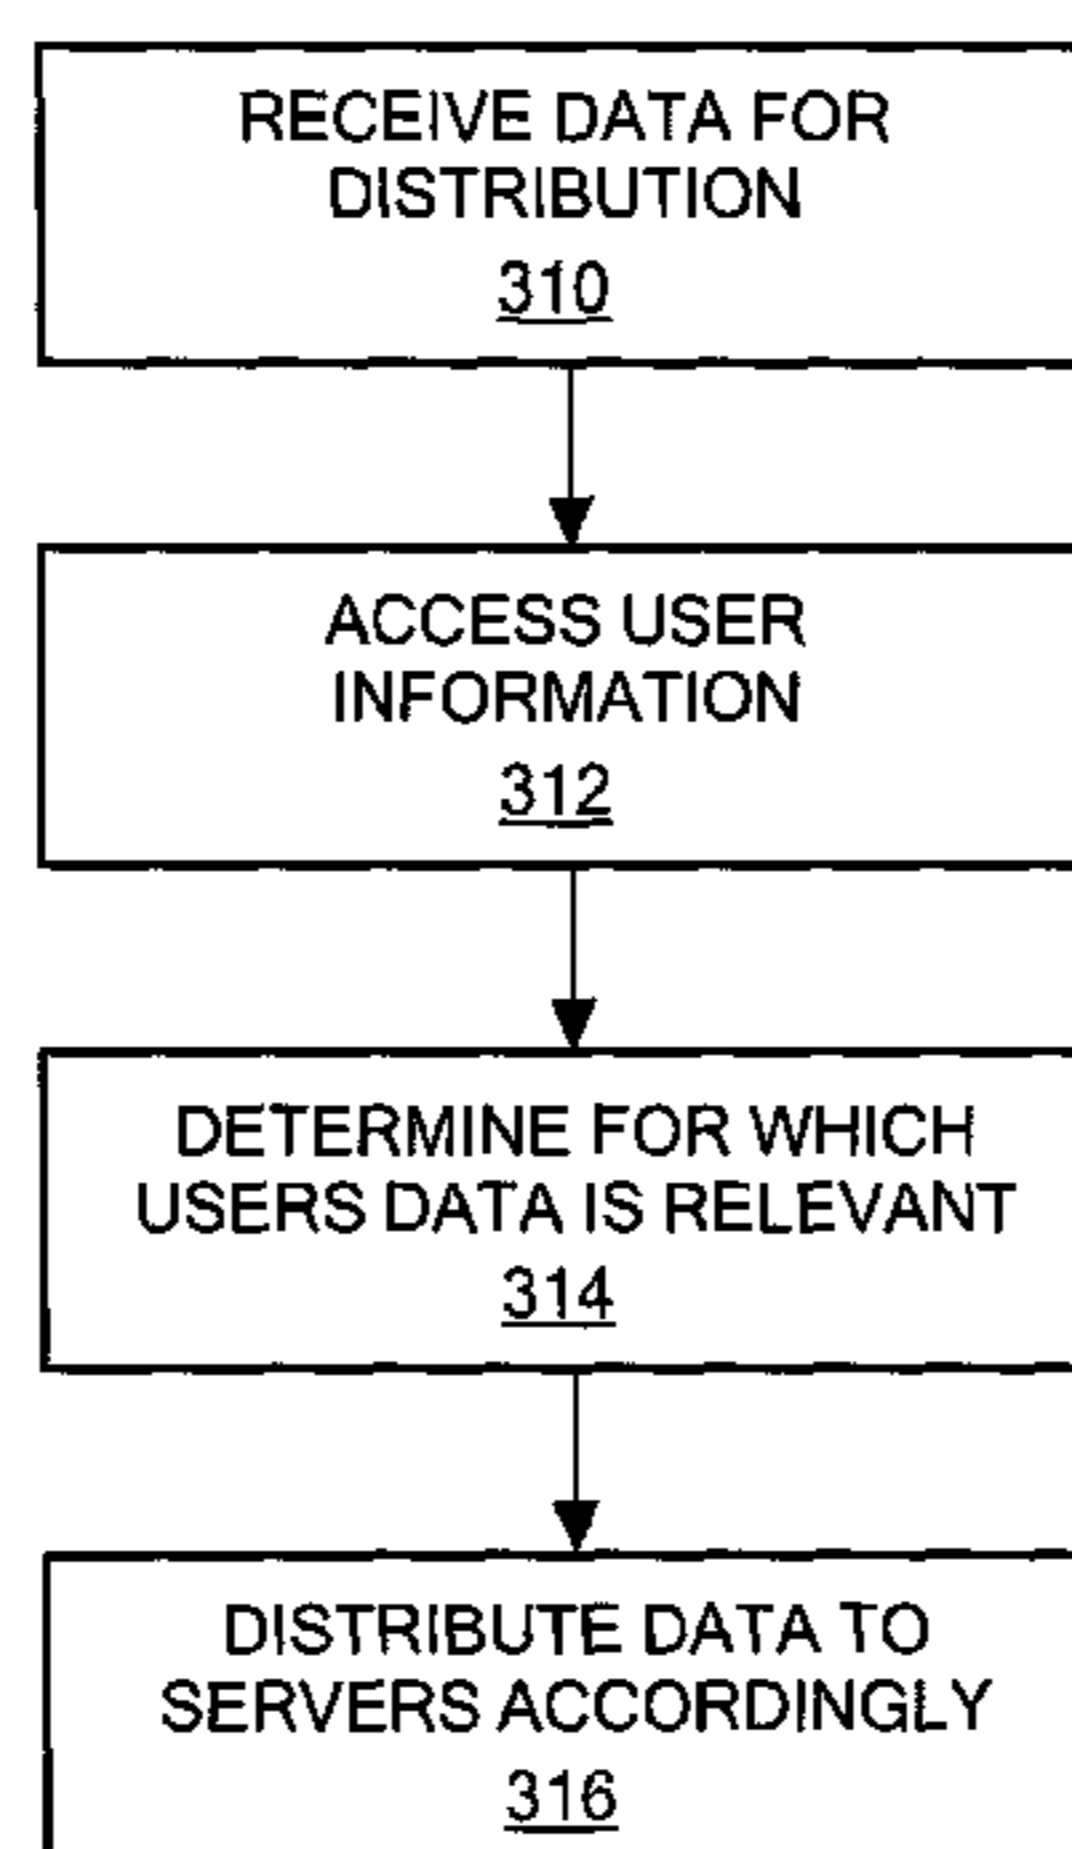 RECEIVE DATA FOR
DISTRIBUTION
310
ACCESS USER
INFORMATION
312
DETERMINE FOR WHICH
USERS DATA IS RELEVANT
314
DISTRIBUTE DATA TO
SERVERS ACCORDINGLY
316